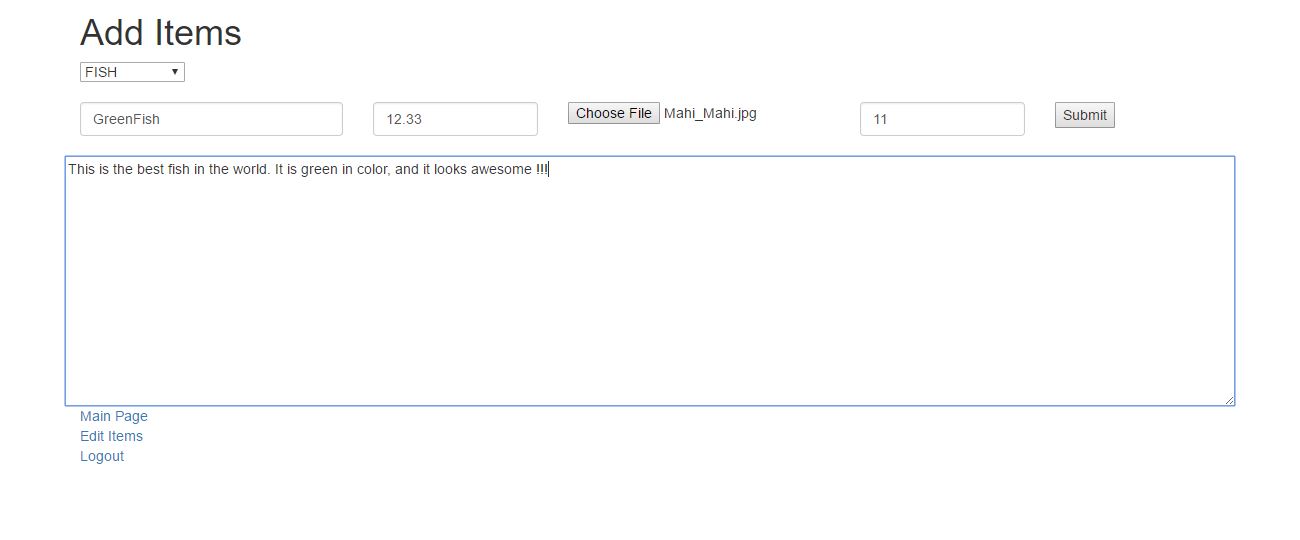 Add Items
FISH
GreenFish 12.33 Choose File Mahi_Mahi.jpg 11 Submit
This is the best fish in the world. It is green in color, and it looks awesome !!!
Main Page
Edit Items
Logout